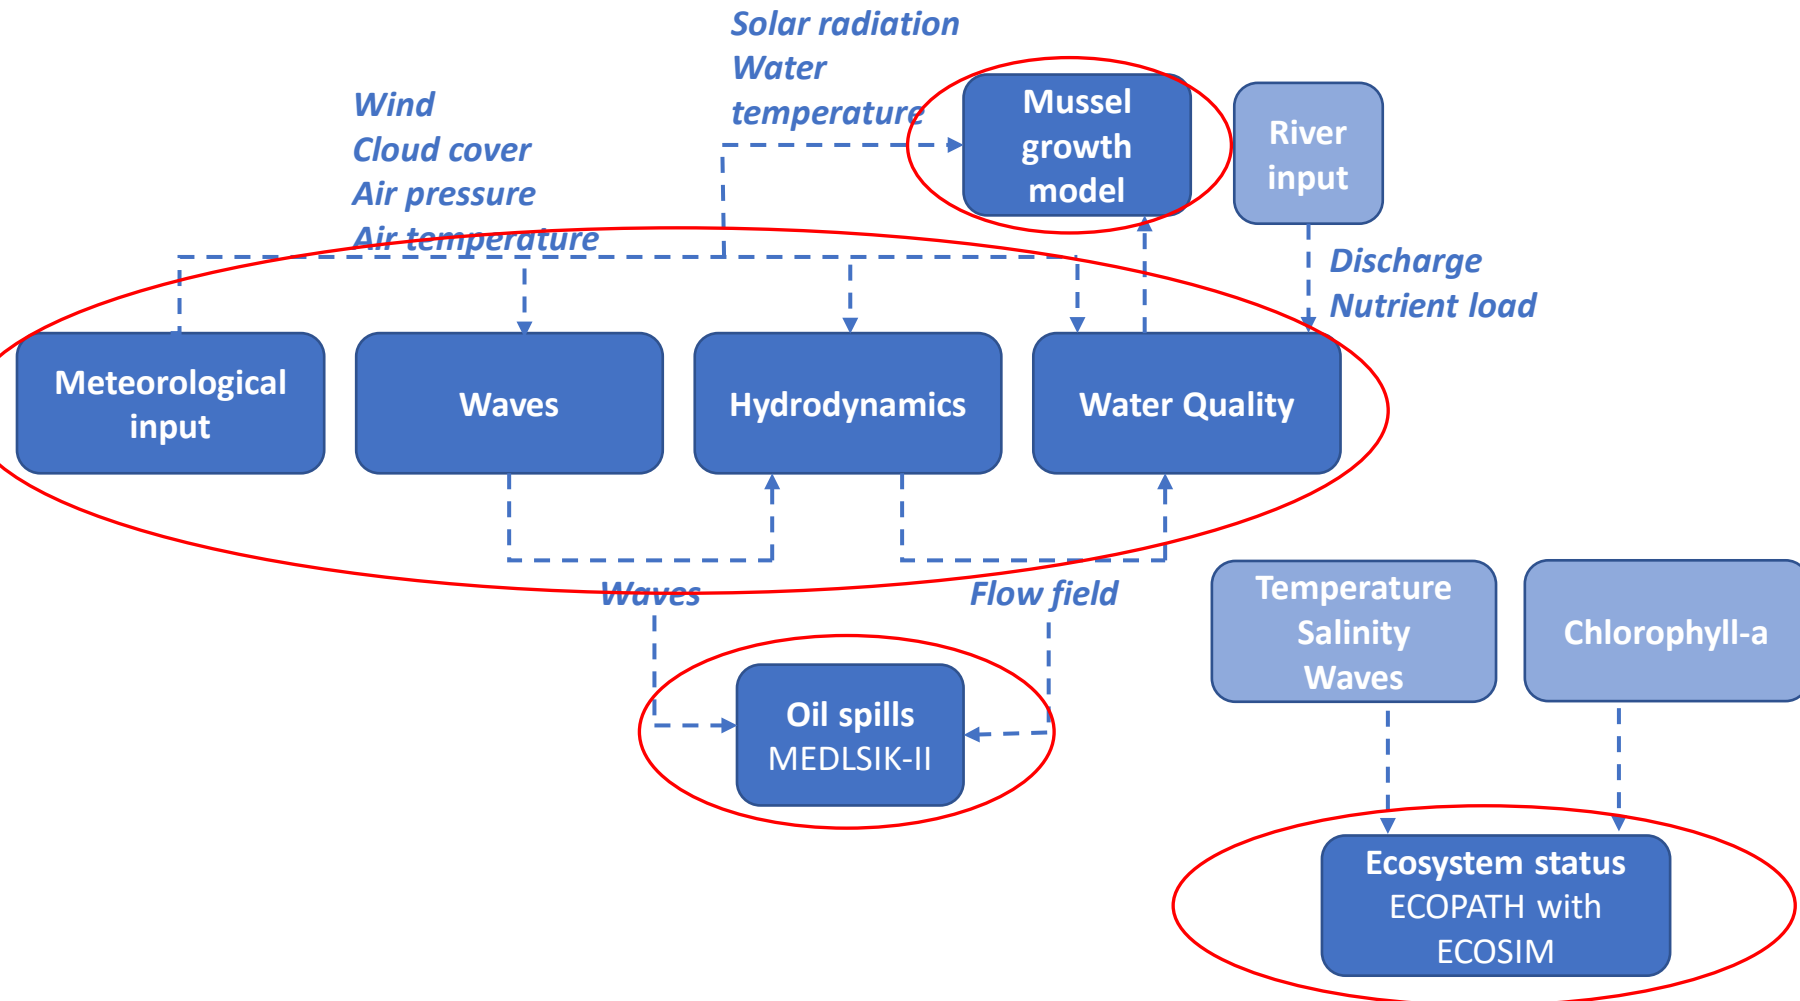 Solar radiation
Water
temperature
Wind
Cloud cover
Air pressure
Air temperature
Mussel
growth
model
River
input
Discharge
Nutrient load
Meteorological
input
Waves
Hydrodynamics
Water Quality
Waves
Flow field
Temperature
Salinity
Waves
Chlorophyll-a
Oil spills
MEDLSIK-II
Ecosystem status
ECOPATH with
ECOSIM